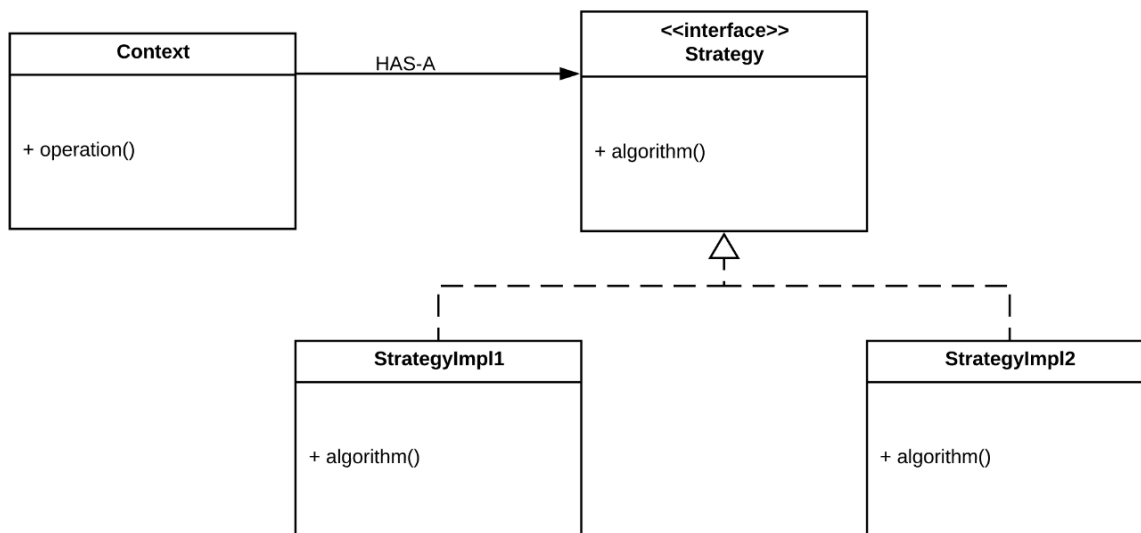 Context
+ operation()
HAS-A
<<interface>>
Strategy
+ algorithm()
StrategyImpl1
+ algorithm()
StrategyImpl2
+ algorithm()